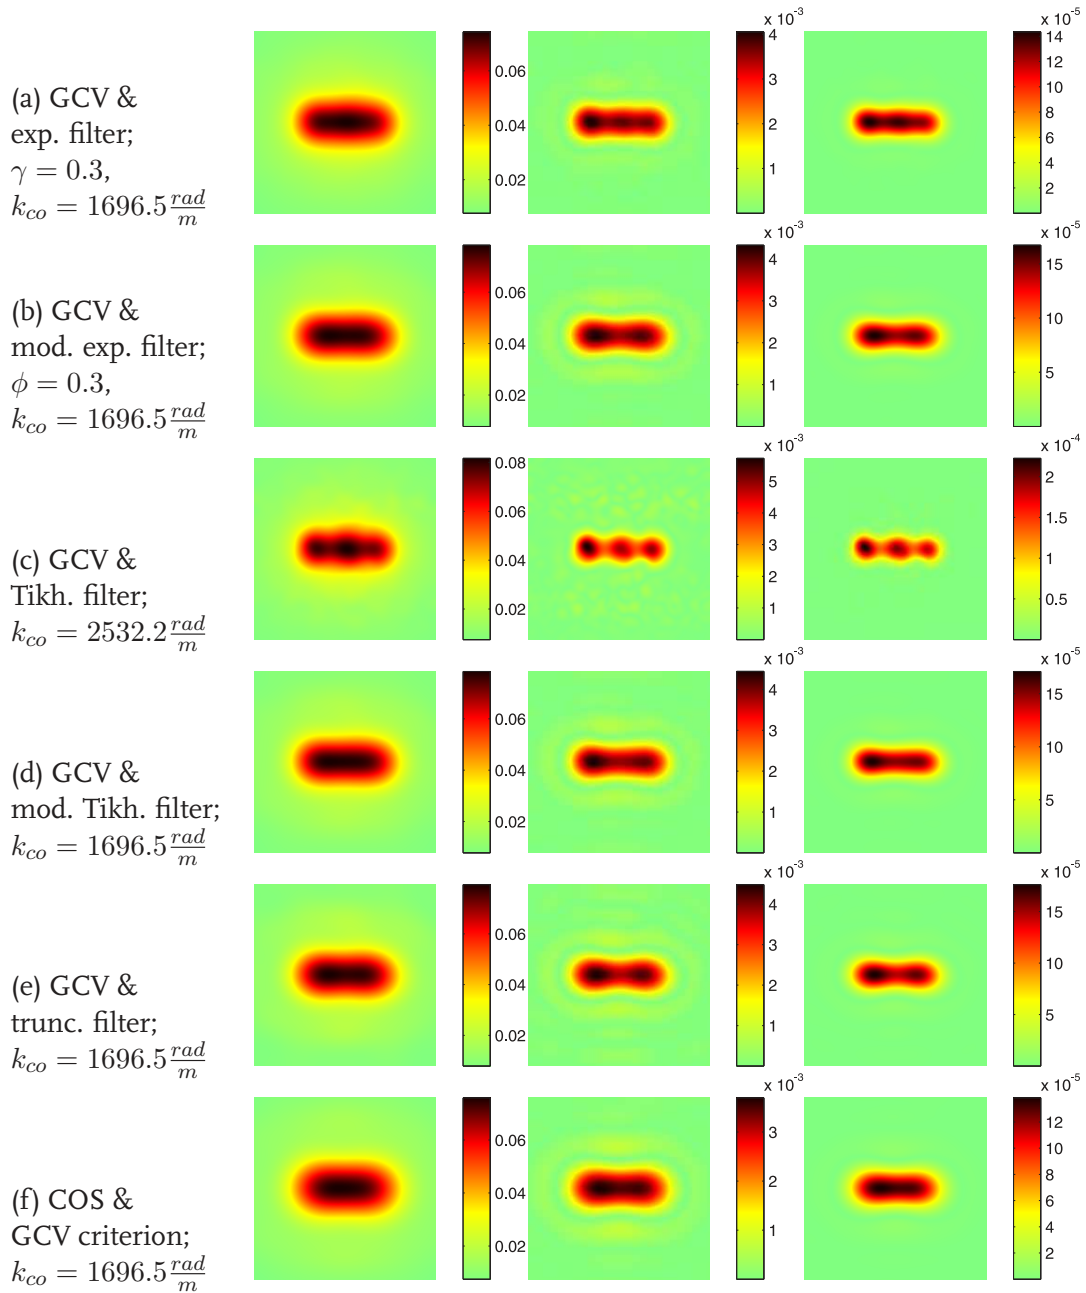 (a) GCV &
exp. filter;
γ = 0.3,
k_co = 1696.5 rad/m
0.06
0.04
0.02
x 10^-3
4
3
2
1
x 10^-5
14
12
10
8
6
4
2
(b) GCV &
mod. exp. filter;
ϕ = 0.3,
k_co = 1696.5 rad/m
0.06
0.04
0.02
x 10^-3
4
3
2
1
x 10^-5
15
10
5
(c) GCV &
Tikh. filter;
k_co = 2532.2 rad/m
0.08
0.06
0.04
0.02
x 10^-3
5
4
3
2
1
x 10^-4
2
1.5
1
0.5
(d) GCV &
mod. Tikh. filter;
k_co = 1696.5 rad/m
0.06
0.04
0.02
x 10^-3
4
3
2
1
x 10^-5
15
10
5
(e) GCV &
trunc. filter;
k_co = 1696.5 rad/m
0.06
0.04
0.02
x 10^-3
4
3
2
1
x 10^-5
15
10
5
(f) COS &
GCV criterion;
k_co = 1696.5 rad/m
0.06
0.04
0.02
x 10^-3
3
2
1
x 10^-5
12
10
8
6
4
2